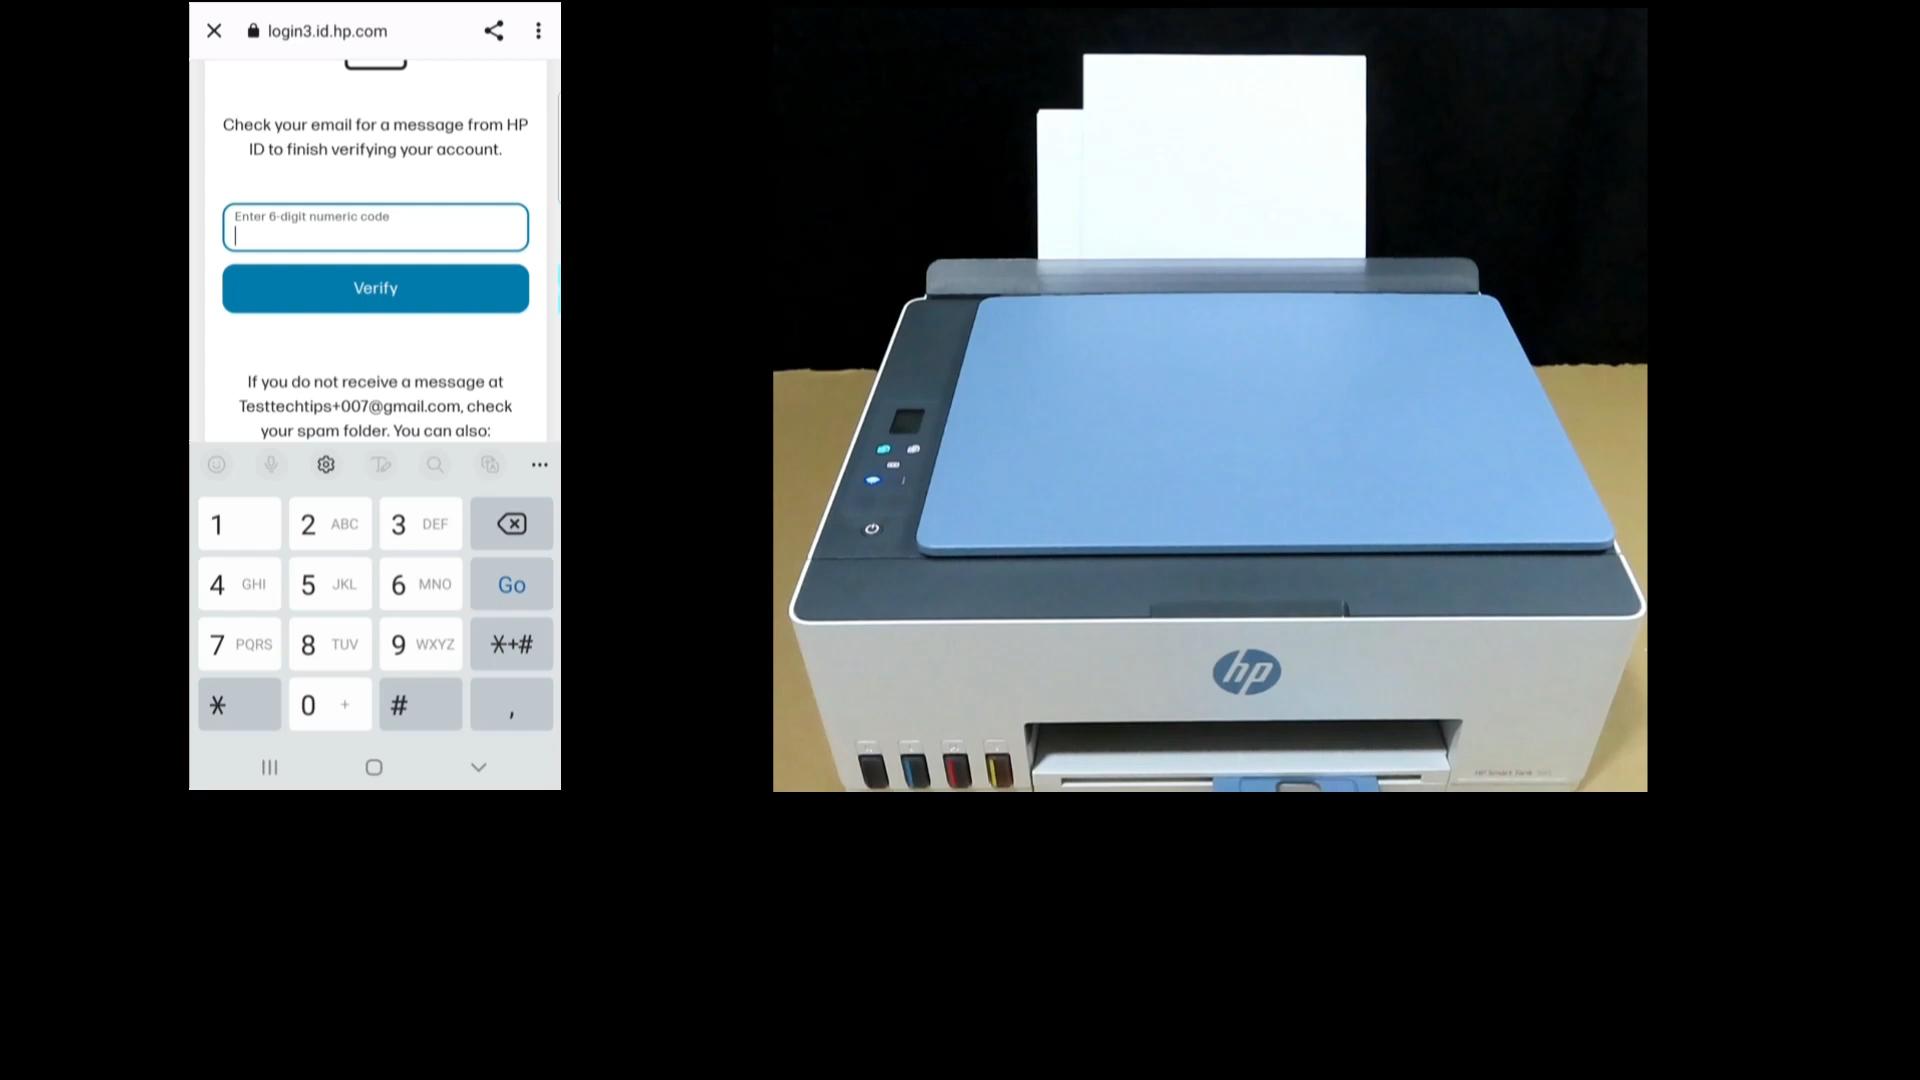 login3.id.hp.com
Check your email for a message from HP
ID to finish verifying your account.
Enter 6-digit numeric code
Verify
If you do not receive a message at
Testtechtips+007@gmail.com, check
your spam folder. You can also:
1
2 ABC
3 DEF
4 GHI
5 JKL
6 MNO
Go
7 PQRS
8 TUV
9 WXYZ
*+#
*
0 +
#
,
hp
HP Smart Tank